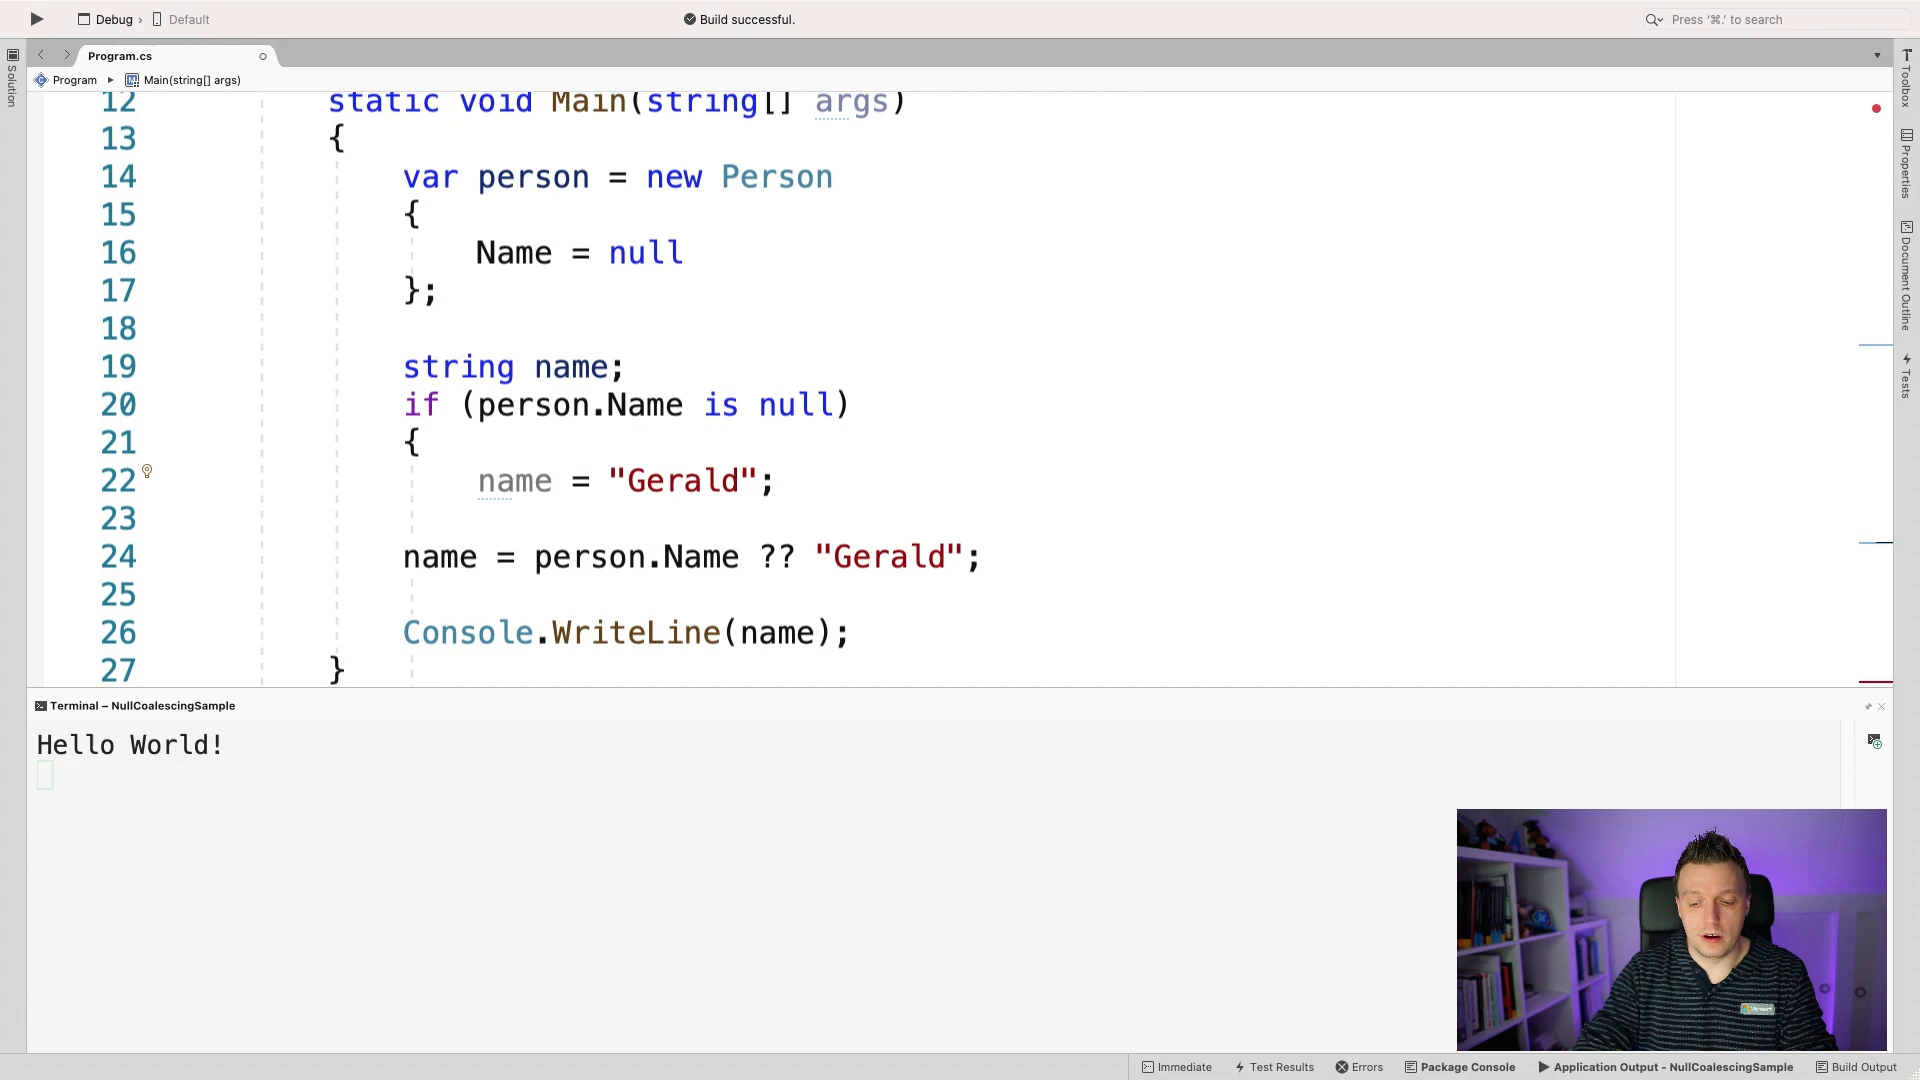 Debug › Default
Build successful.
Press ‘⌘.’ to search
Solution
Program.cs
Program ▸ Main(string[] args)
12 static void Main(string[] args)
13 {
14 var person = new Person
15 {
16 Name = null
17 };
18
19 string name;
20 if (person.Name is null)
21 {
22 name = "Gerald";
23
24 name = person.Name ?? "Gerald";
25
26 Console.WriteLine(name);
27 }
Toolbox
Properties
Document Outline
Tests
Terminal – NullCoalescingSample
Hello World!
Microsoft
Immediate
Test Results
Errors
Package Console
Application Output - NullCoalescingSample
Build Output